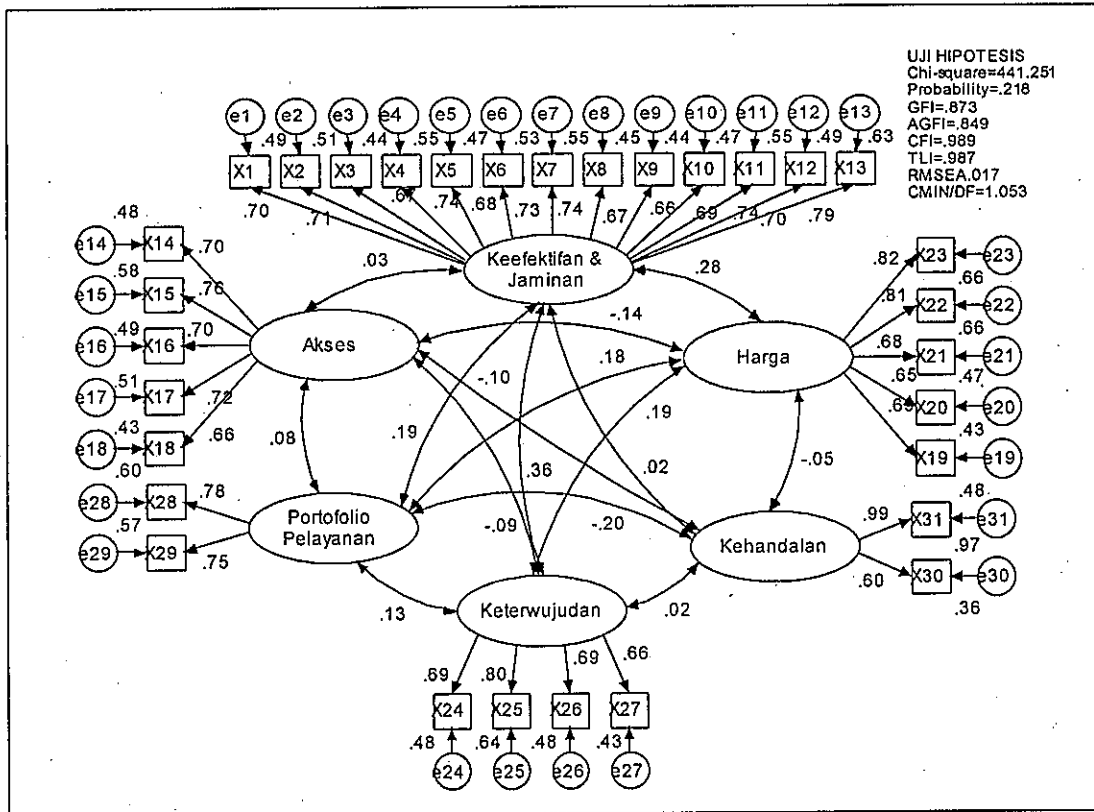 UJI HIPOTESIS
Chi-square=441.251
Probability=.218
GFI=.873
AGFI=.849
CFI=.989
TLI=.987
RMSEA.017
CMIN/DF=1.053
e1 e2 e3 e4 e5 e6 e7 e8 e9 e10 e11 e12 e13
.49 .51 .44 .55 .47 .53 .55 .45 .44 .47 .55 .49 .63
X1 X2 X3 X4 X5 X6 X7 X8 X9 X10 X11 X12 X13
.70 .71 .67 .74 .68 .73 .74 .67 .66 .69 .74 .70 .79
Keefektifan &
Jaminan
.03
.28
.48
e14 X14 .70
.58
e15 X15 .76
.49
e16 X16 .70
.51
e17 X17 .72
.43
e18 X18 .66
Akses
-.14
Harga
.82 X23 e23
.66
.81 X22 e22
.66
.68 X21 e21
.47
.65 X20 e20
.43
.69 X19 e19
.48
.18
-.10
.19
.19
.08
.36
.02
-.05
-.09
-.20
.60
e28 X28 .78
.57
e29 X29 .75
Portofolio
Pelayanan
Kehandalan
.99 X31 e31
.97
.60 X30 e30
.36
.13
Keterwujudan
.02
.69 .80 .69 .66
X24 X25 X26 X27
.48 .64 .48 .43
e24 e25 e26 e27